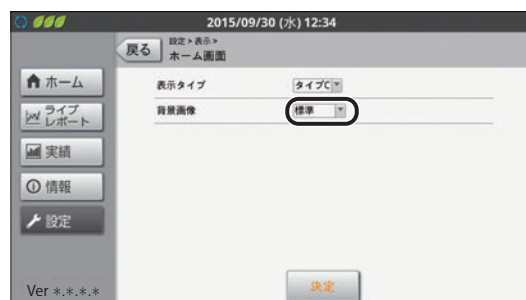 2015/09/30 (水) 12:34
戻る
設定>表示>
ホーム画面
ホーム
ライブ
レポート
実績
情報
設定
Ver *.*.*.*
表示タイプ
タイプC
背景画像
標準
決定